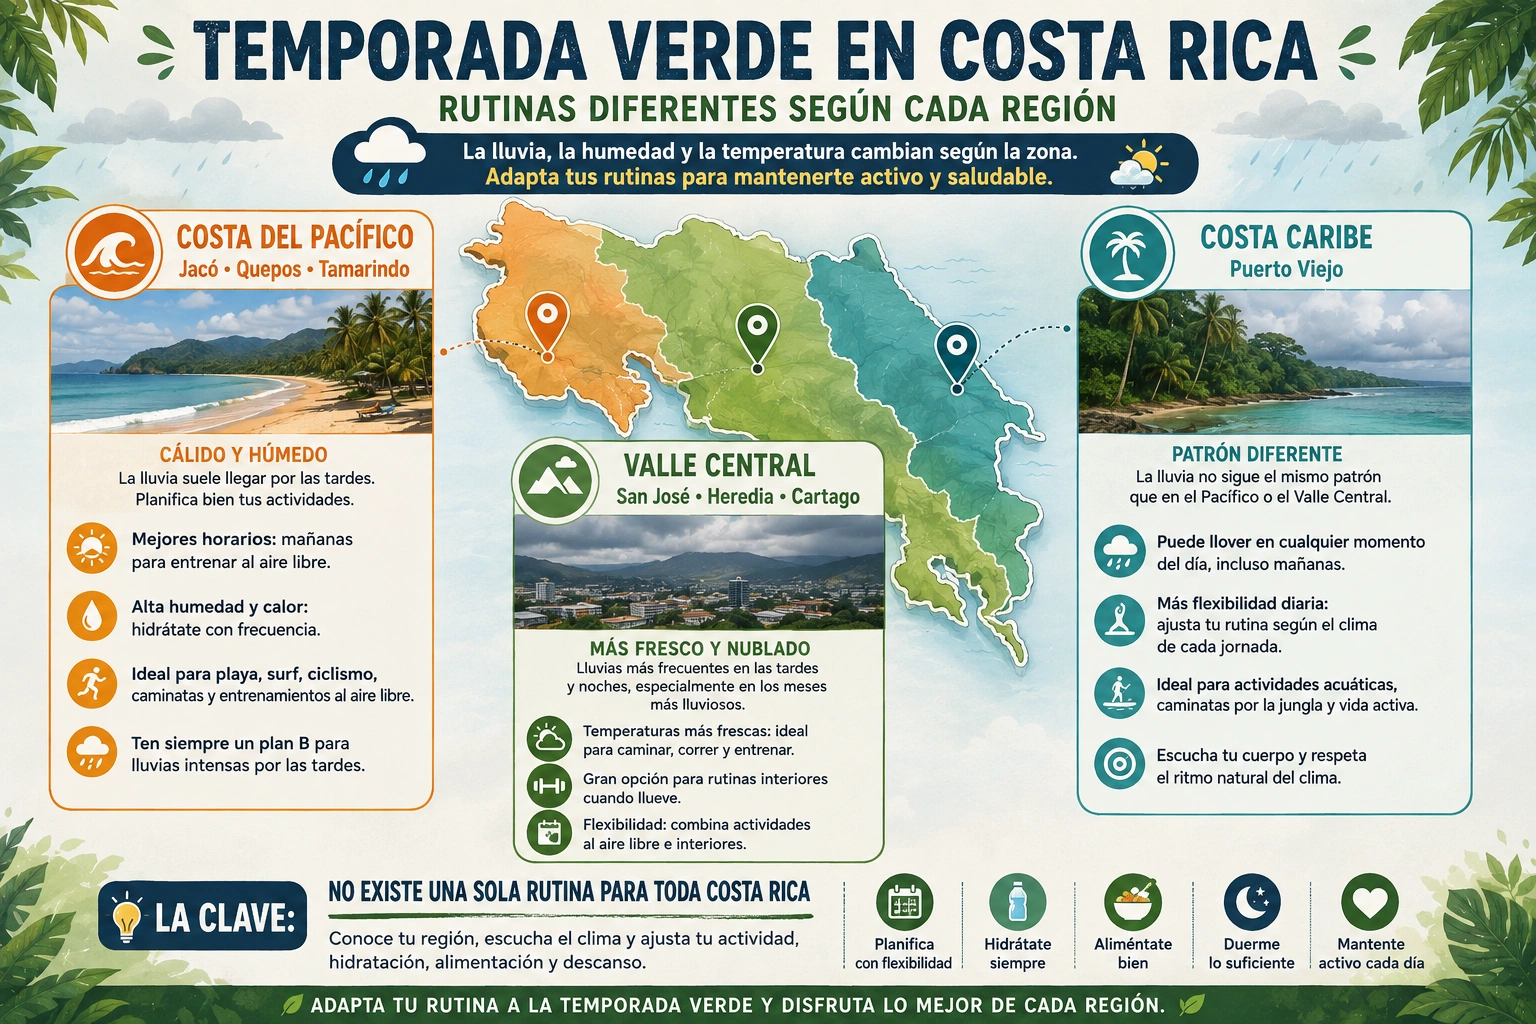 TEMPORADA VERDE EN COSTA RICA
RUTINAS DIFERENTES SEGÚN CADA REGIÓN
La lluvia, la humedad y la temperatura cambian según la zona.
Adapta tus rutinas para mantenerte activo y saludable.
COSTA DEL PACÍFICO
Jacó • Quepos • Tamarindo
CÁLIDO Y HÚMEDO
La lluvia suele llegar por las tardes.
Planifica bien tus actividades.
Mejores horarios: mañanas
para entrenar al aire libre.
Alta humedad y calor:
hidrátate con frecuencia.
Ideal para playa, surf, ciclismo,
caminatas y entrenamientos al aire libre.
Ten siempre un plan B para
lluvias intensas por las tardes.
VALLE CENTRAL
San José • Heredia • Cartago
MÁS FRESCO Y NUBLADO
Lluvias más frecuentes en las tardes
y noches, especialmente en los meses
más lluviosos.
Temperaturas más frescas: ideal
para caminar, correr y entrenar.
Gran opción para rutinas interiores
cuando llueve.
Flexibilidad: combina actividades
al aire libre e interiores.
COSTA CARIBE
Puerto Viejo
PATRÓN DIFERENTE
La lluvia no sigue el mismo patrón
que en el Pacífico o el Valle Central.
Puede llover en cualquier momento
del día, incluso mañanas.
Más flexibilidad diaria:
ajusta tu rutina según el clima
de cada jornada.
Ideal para actividades acuáticas,
caminatas por la jungla y vida activa.
Escucha tu cuerpo y respeta
el ritmo natural del clima.
LA CLAVE:
NO EXISTE UNA SOLA RUTINA PARA TODA COSTA RICA
Conoce tu región, escucha el clima y ajusta tu actividad,
hidratación, alimentación y descanso.
Planifica
con flexibilidad
Hidrátate
siempre
Aliméntate
bien
Duerme
lo suficiente
Mantente
activo cada día
ADAPTA TU RUTINA A LA TEMPORADA VERDE Y DISFRUTA LO MEJOR DE CADA REGIÓN.